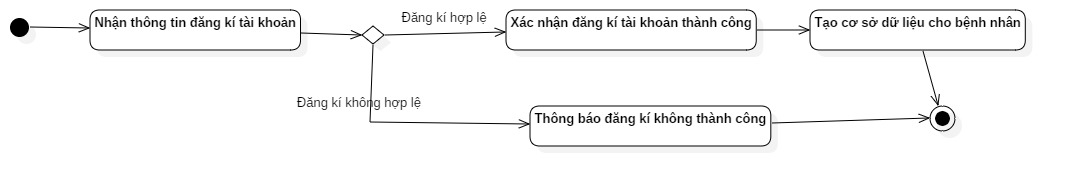 Nhận thông tin đăng kí tài khoản
Đăng kí hợp lệ
Xác nhận đăng kí tài khoản thành công
Tạo cơ sở dữ liệu cho bệnh nhân
Đăng kí không hợp lệ
Thông báo đăng kí không thành công